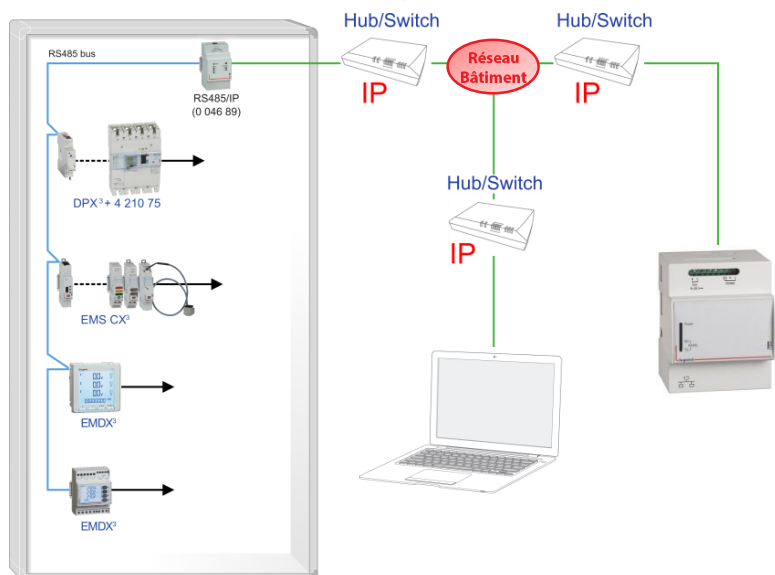 Hub/Switch
Hub/Switch
RS485 bus
Réseau
Bâtiment
IP
IP
RS485/IP
(0 046 89)
Hub/Switch
DPX³+ 4 210 75
IP
EMS CX³
EMDX³
EMDX³